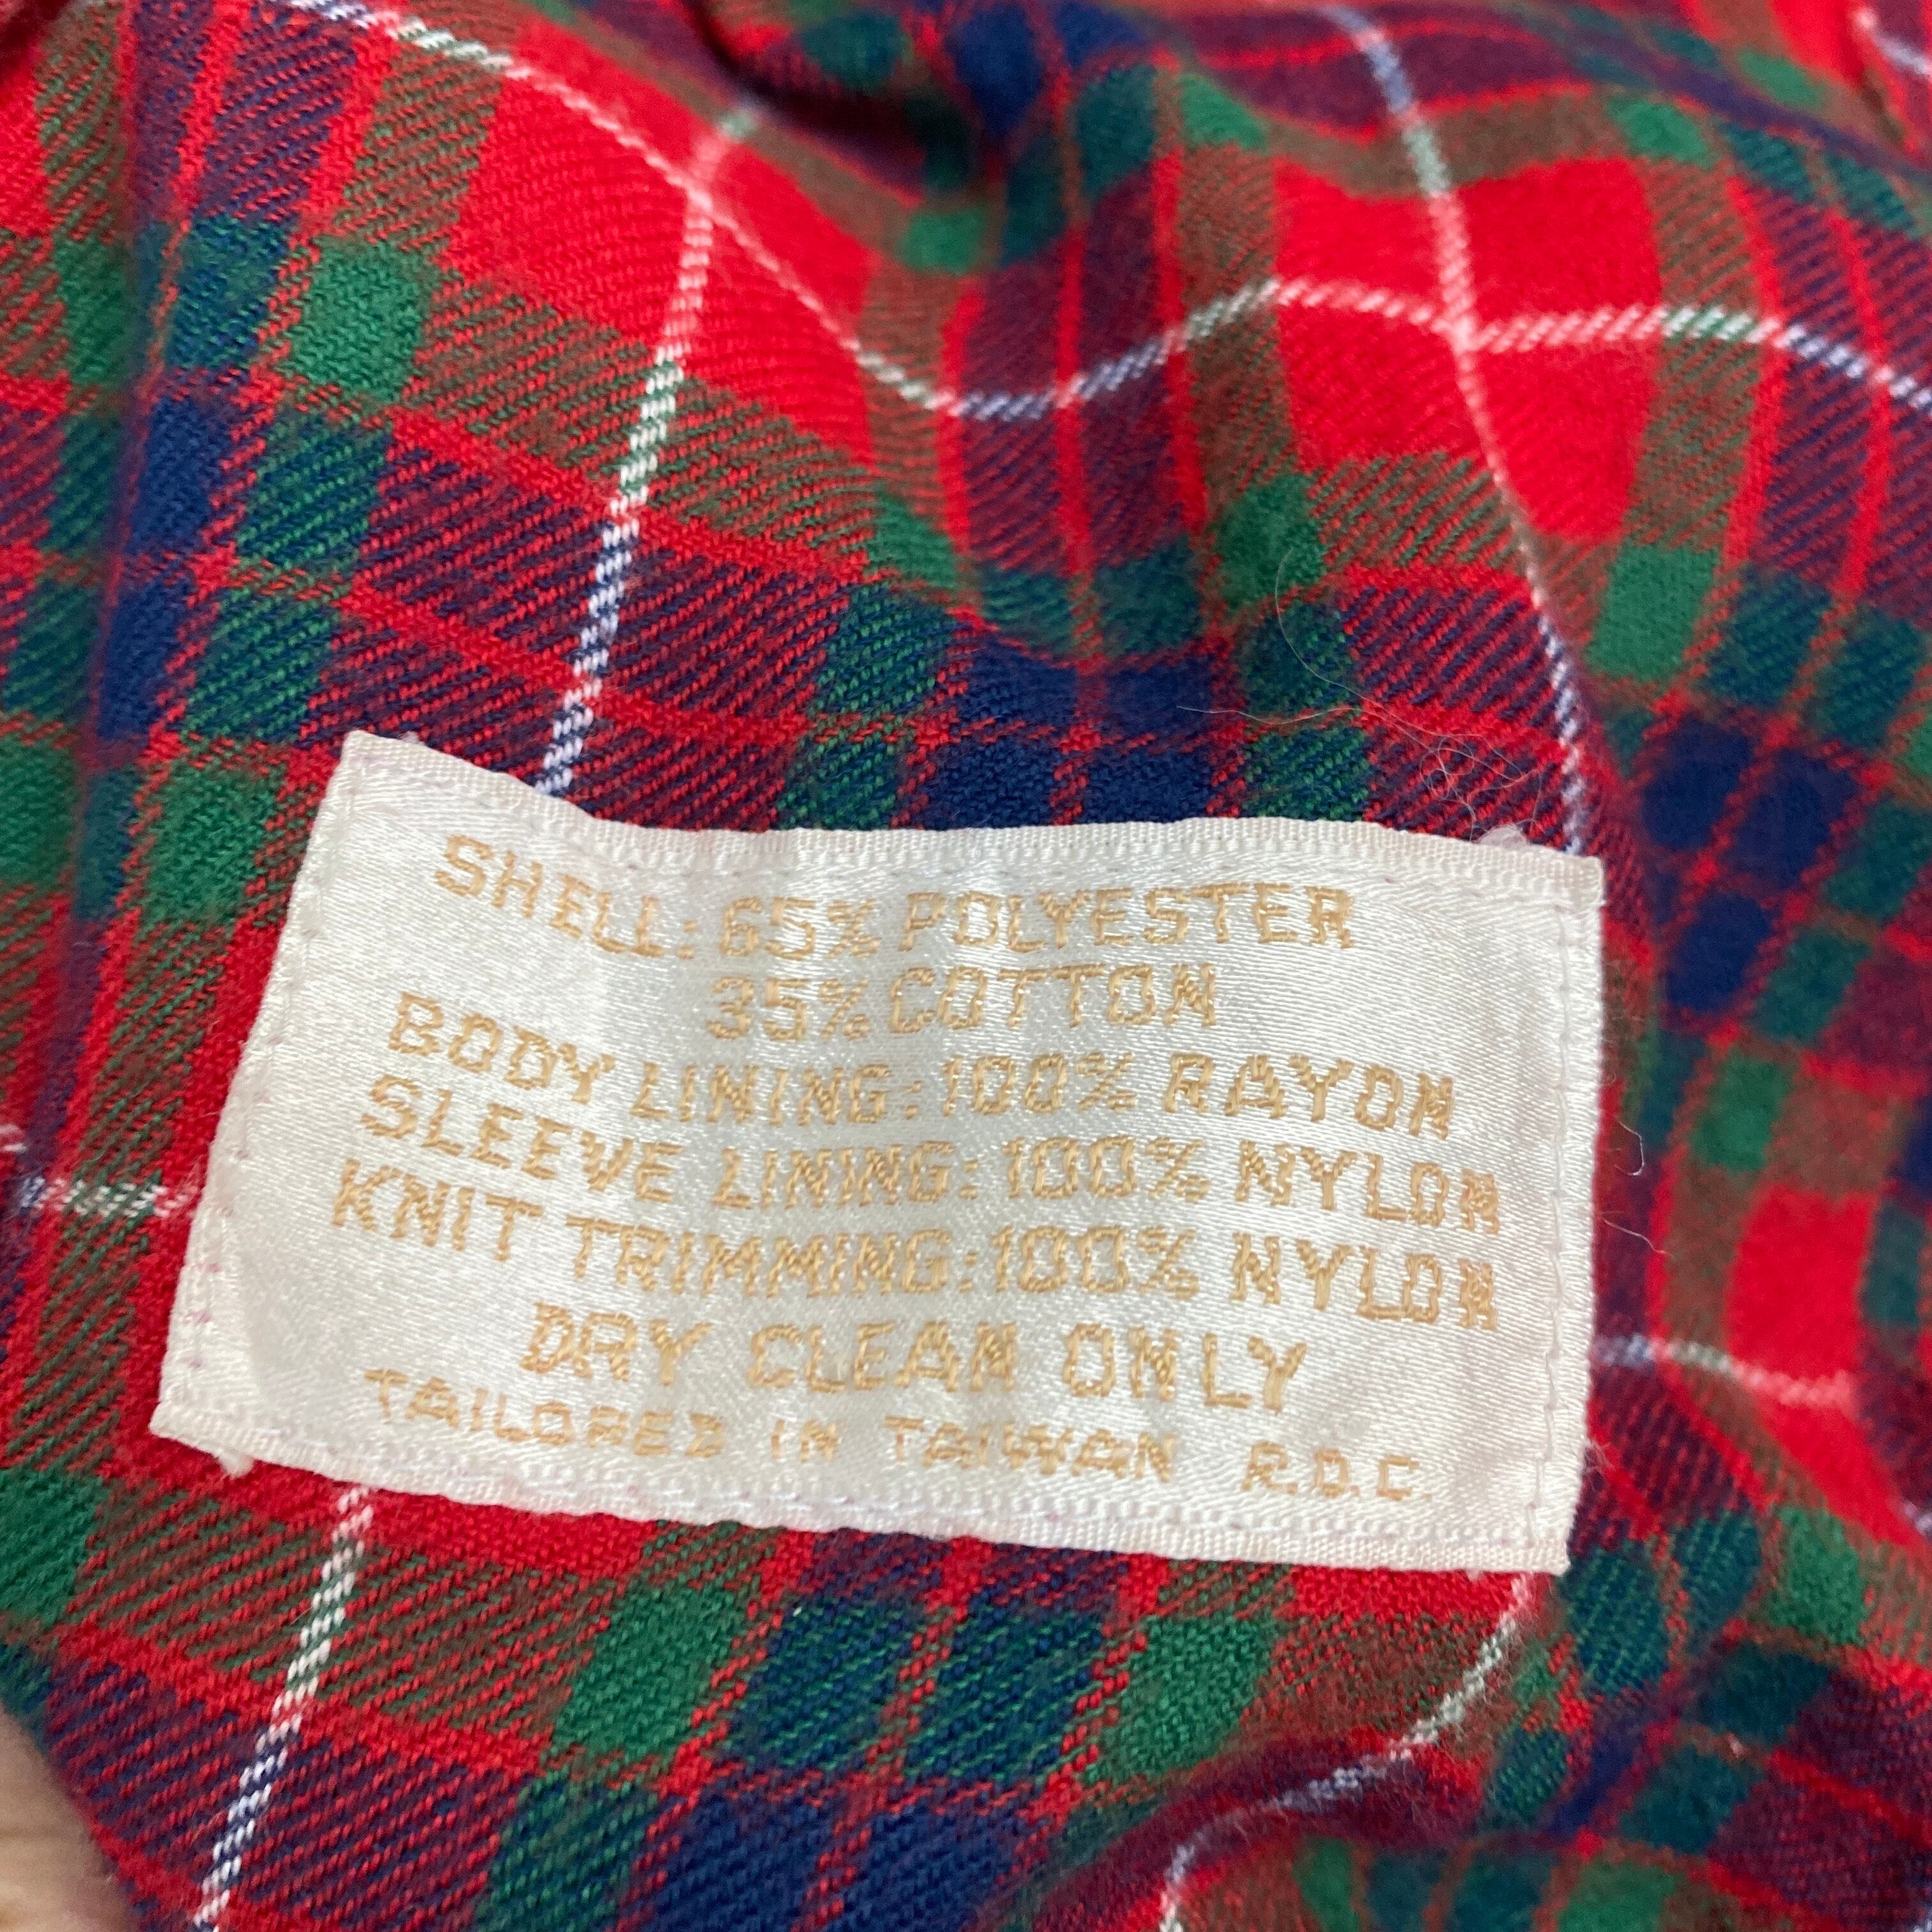 SHELL: 65% POLYESTER
35% COTTON
BODY LINING: 100% RAYON
SLEEVE LINING: 100% NYLON
KNIT TRIMMING: 100% NYLON
DRY CLEAN ONLY
TAILORED IN TAIWAN R.O.C.